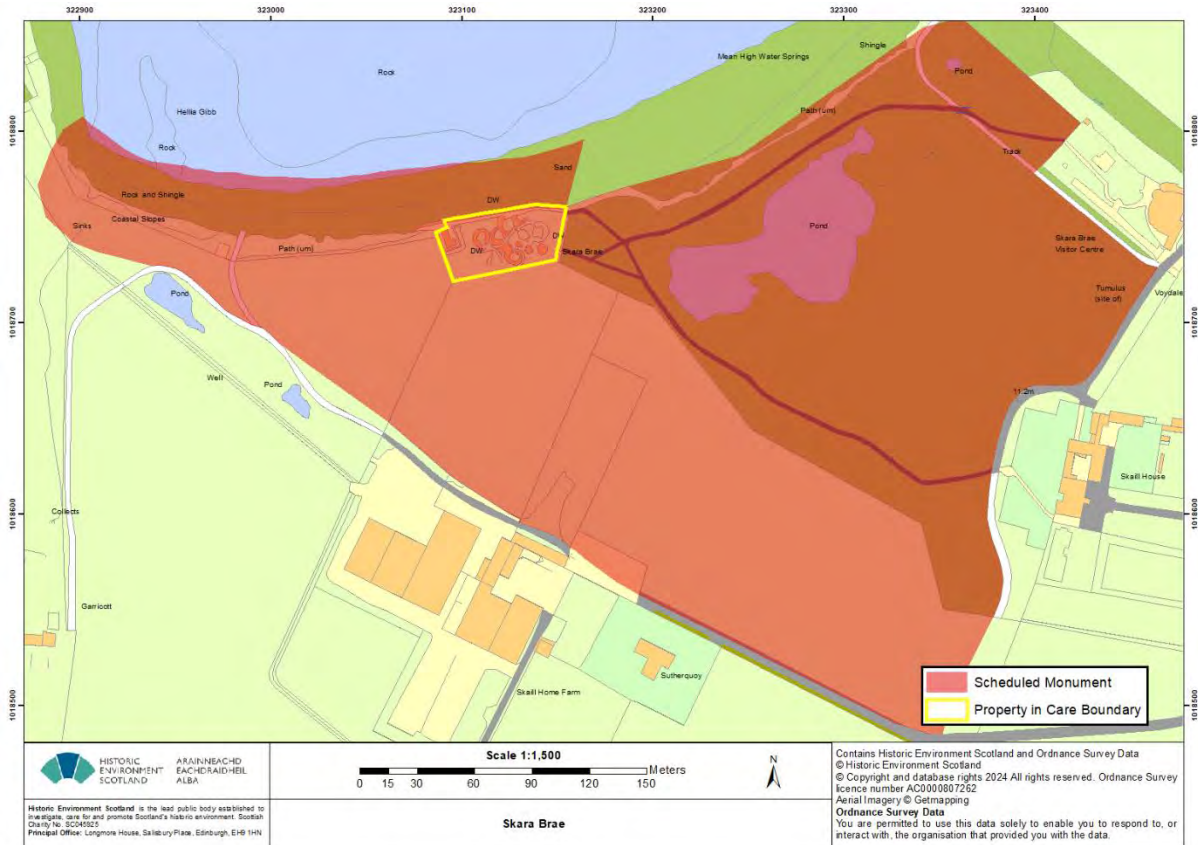 322900 323000 323100 323200 323300 323400
Shingle
Mean High Water Springs
Rock
Pond
Hellia Gibb
Path (um)
1018800
1018800
Rock
Track
Sand
Rock and Shingle
DW
Coastal Slopes
Sinks
Pond
Path (um)
DW
DW
Skara Brae
Skara Brae
Visitor Centre
Pond
Tumulus
(site of)
Voydale
1018700
1018700
Well
Pond
11.2m
Skaill House
Collects
1018600
1018600
Garricott
Sutherquoy
Skaill Home Farm
1018500
1018500
Scheduled Monument
Property in Care Boundary
HISTORIC
ENVIRONMENT
SCOTLAND
ARAINNEACHD
EACHDRAIDHEIL
ALBA
Historic Environment Scotland is the lead public body established to
investigate, care for and promote Scotland's historic environment. Scottish
Charity No. SC045925
Principal Office: Longmore House, Salisbury Place, Edinburgh, EH9 1HN
Scale 1:1,500
Meters
0 15 30 60 90 120 150
N
Skara Brae
Contains Historic Environment Scotland and Ordnance Survey Data
© Historic Environment Scotland
© Copyright and database rights 2024 All rights reserved. Ordnance Survey
licence number AC0000807262
Aerial Imagery © Getmapping
Ordnance Survey Data
You are permitted to use this data solely to enable you to respond to, or
interact with, the organisation that provided you with the data.